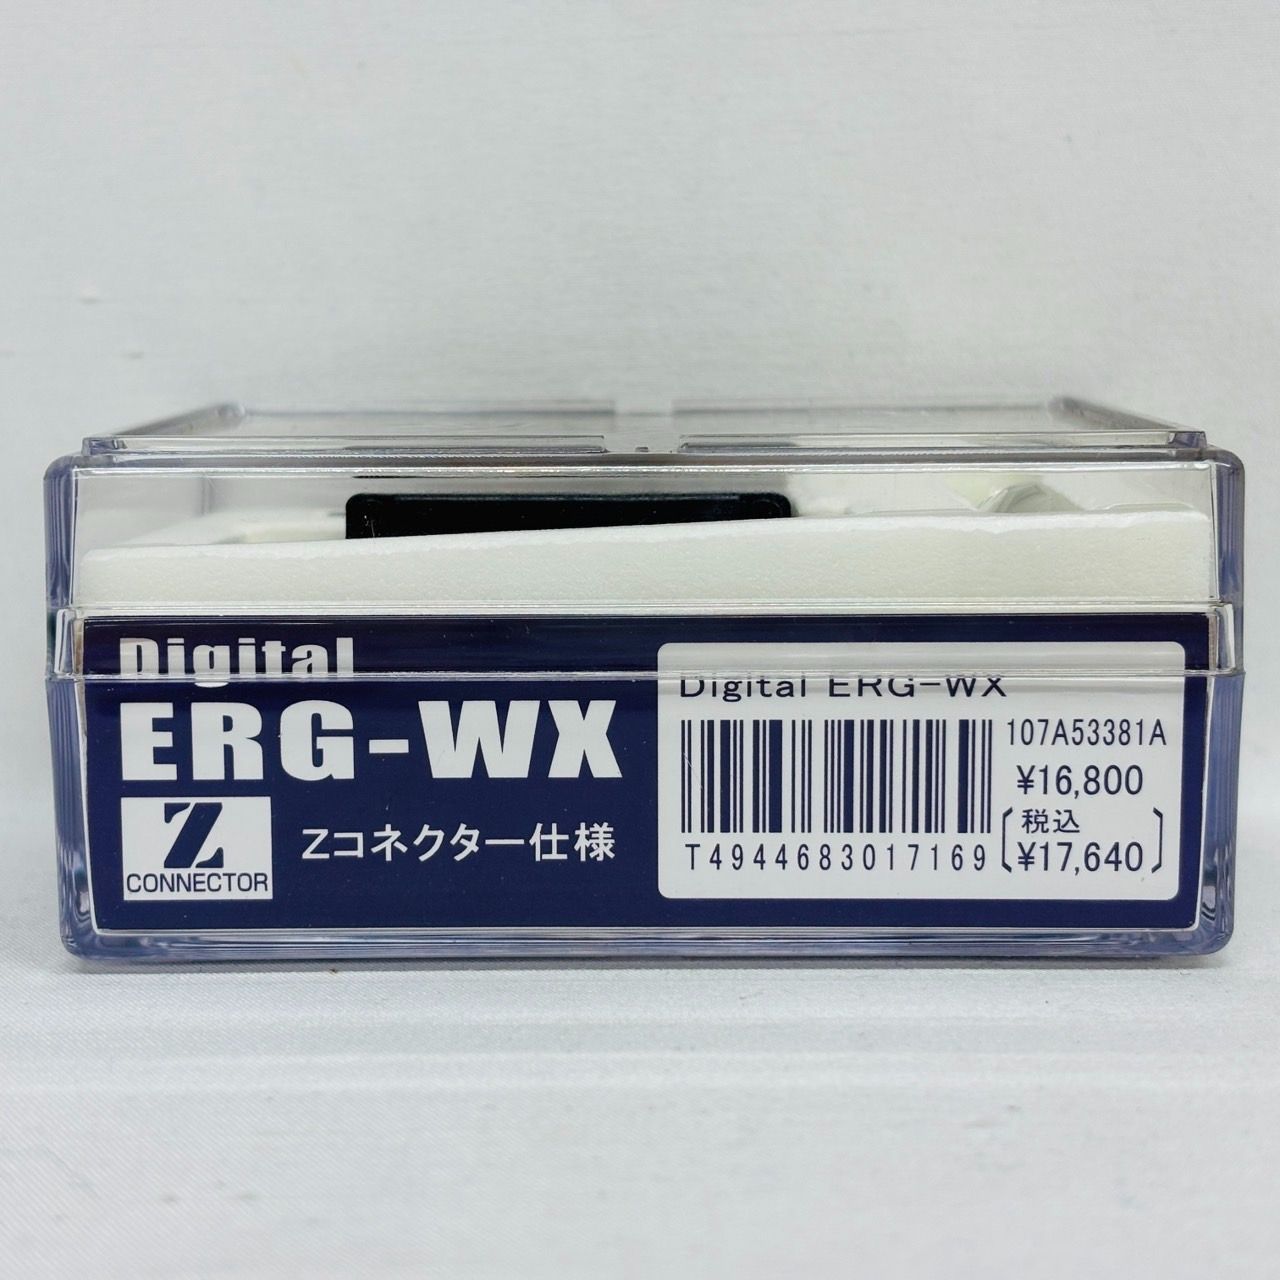 Digital
ERG-WX
Z
CONNECTOR
Zコネクター仕様
Digital ERG-WX
107A53381A
¥16,800
〔税込
¥17,640〕
T4944683017169